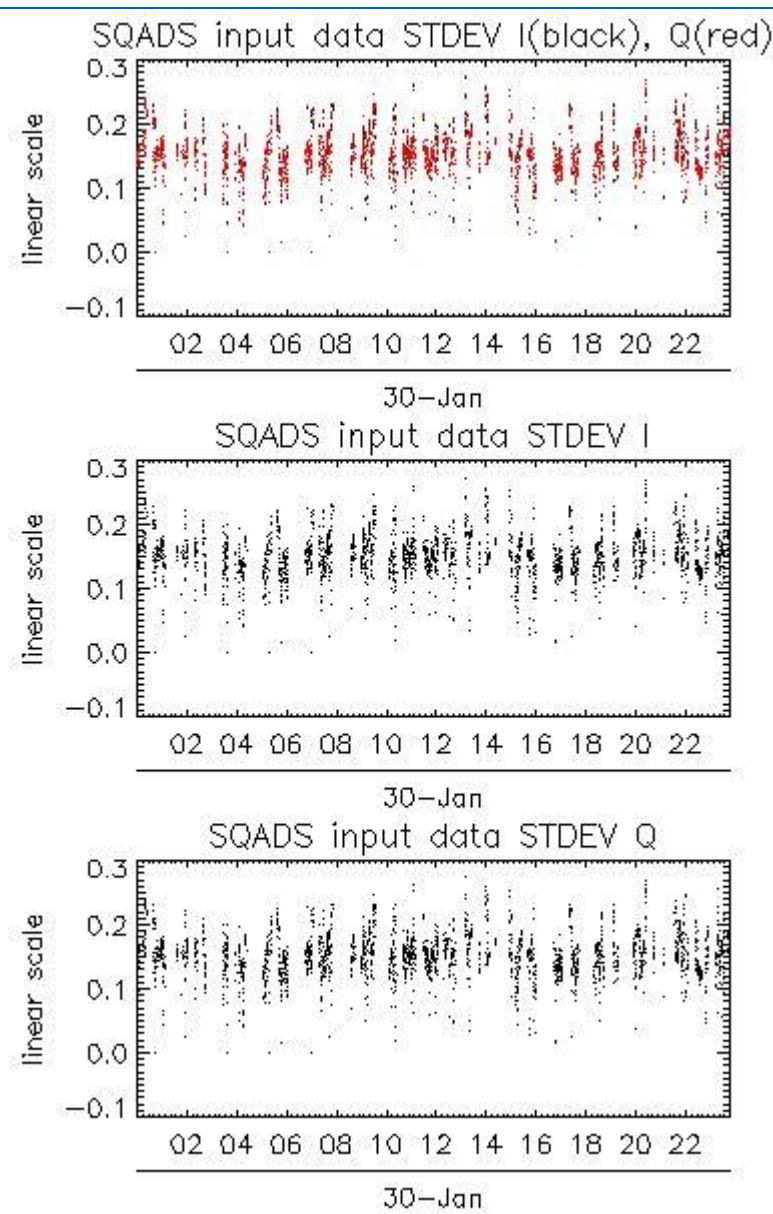 SQADS input data STDEV I(black), Q(red)
0.3
0.2
0.1
0.0
−0.1
linear scale
02 04 06 08 10 12 14 16 18 20 22
30−Jan
SQADS input data STDEV I
0.3
0.2
0.1
0.0
−0.1
linear scale
02 04 06 08 10 12 14 16 18 20 22
30−Jan
SQADS input data STDEV Q
0.3
0.2
0.1
0.0
−0.1
linear scale
02 04 06 08 10 12 14 16 18 20 22
30−Jan